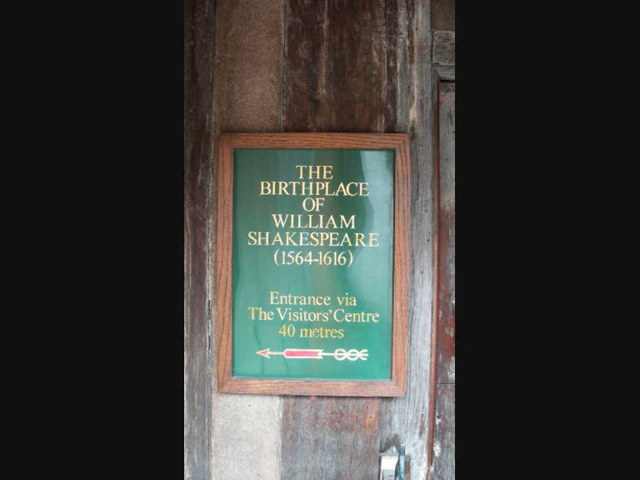 THE
BIRTHPLACE
OF
WILLIAM
SHAKESPEARE
(1564-1616)
Entrance via
The Visitors' Centre
40 metres